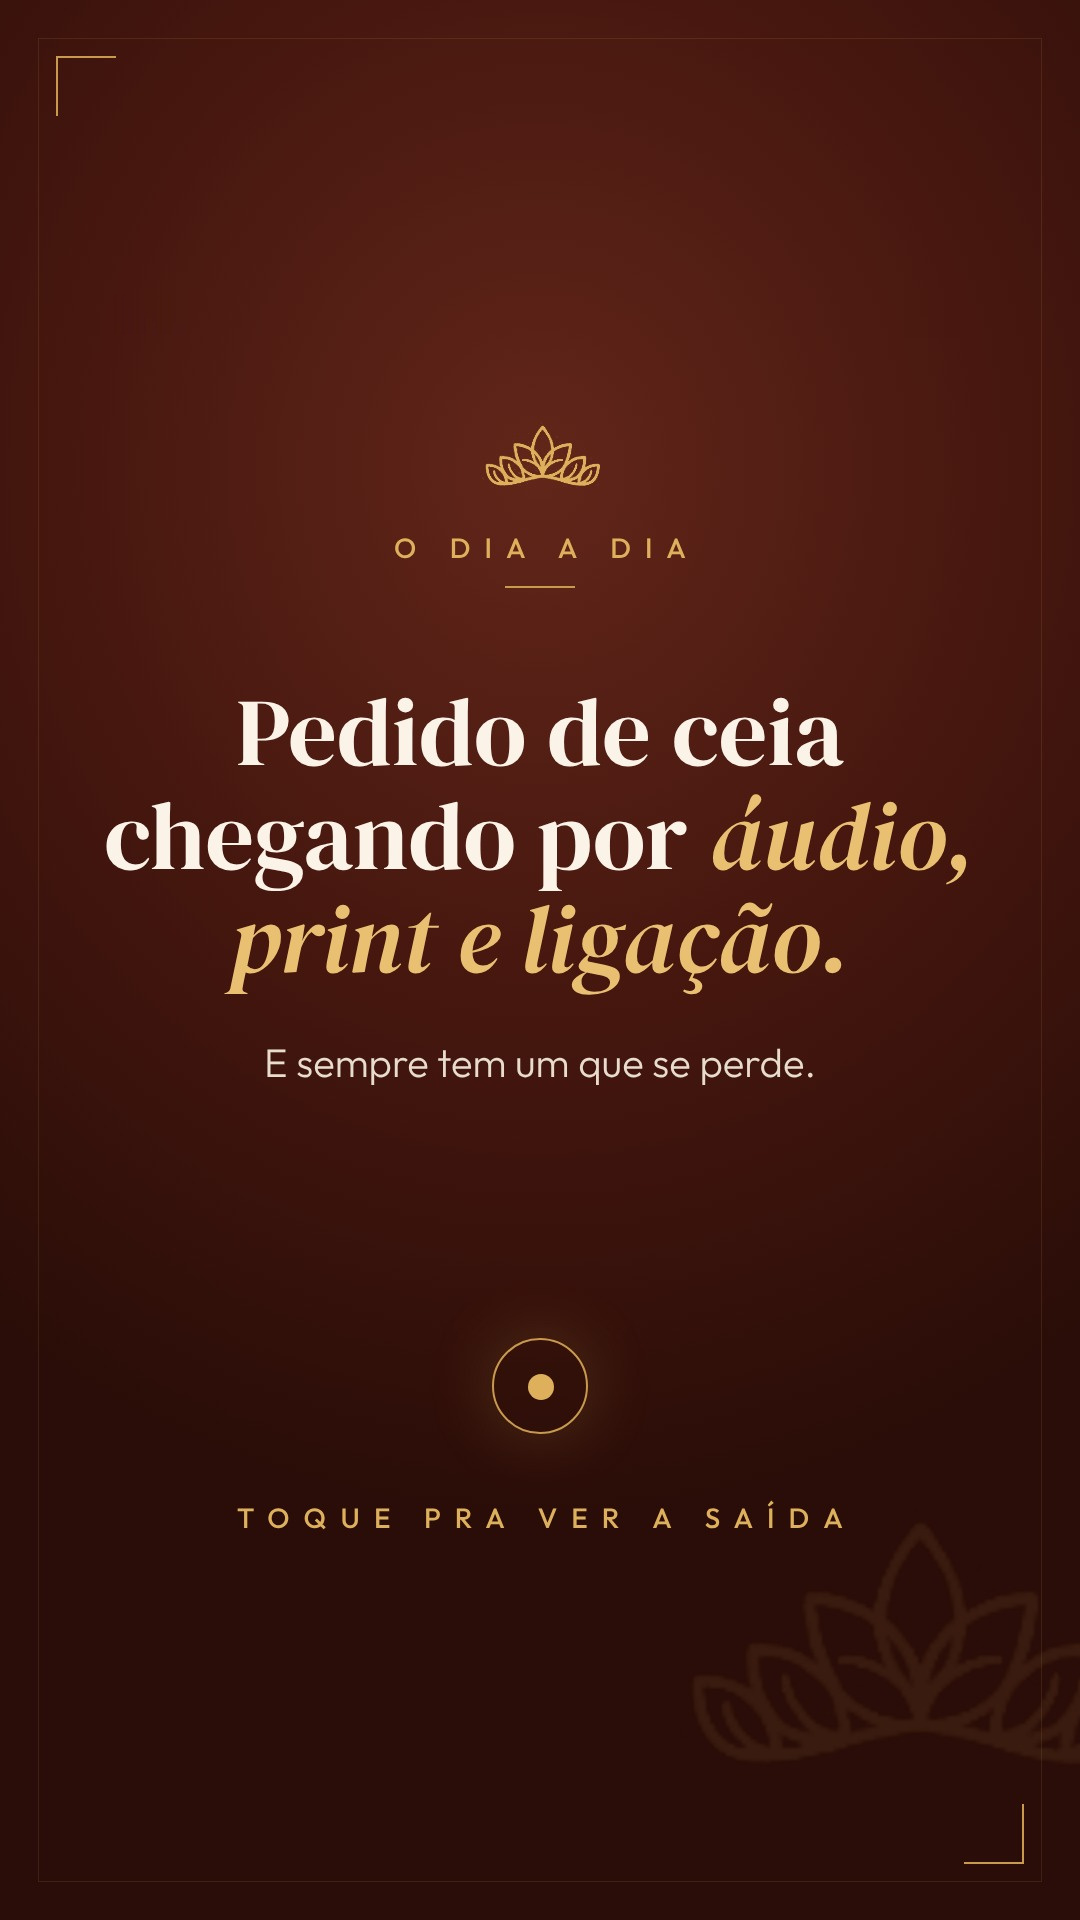 O DIA A DIA
Pedido de ceia
chegando por áudio,
print e ligação.
E sempre tem um que se perde.
TOQUE PRA VER A SAÍDA